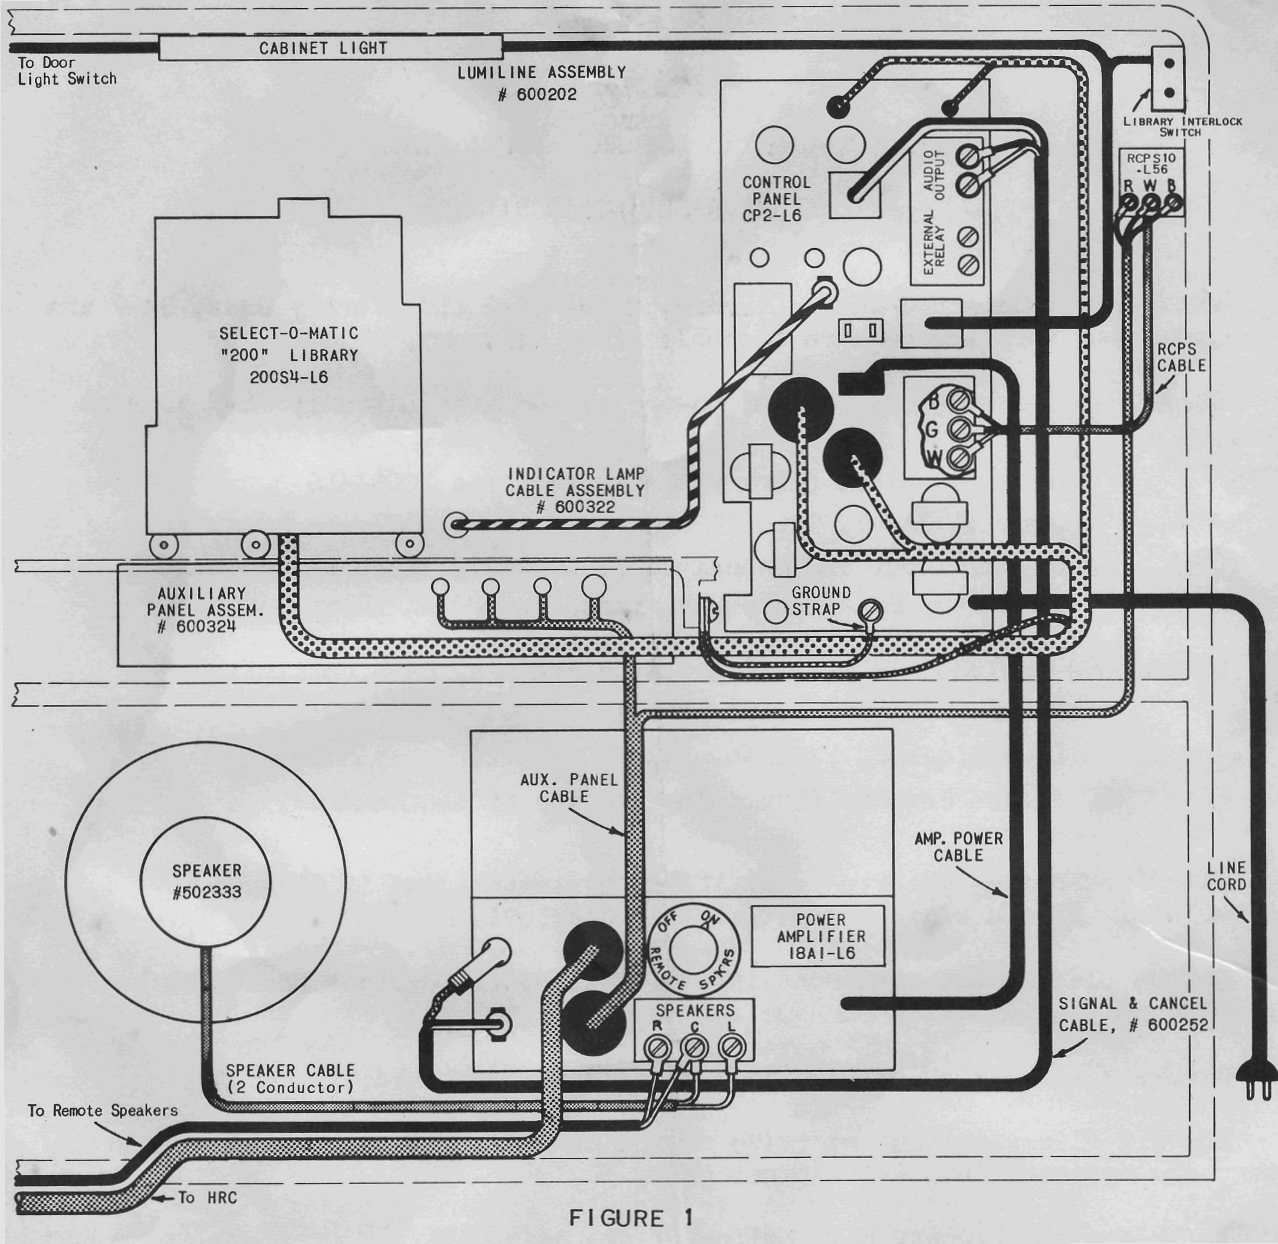 CABINET LIGHT
To Door
Light Switch
LUMILINE ASSEMBLY
# 600202
LIBRARY INTERLOCK
SWITCH
RCPS10
-L56
R W B
CONTROL
PANEL
CP2-L6
AUDIO
OUTPUT
EXTERNAL
RELAY
SELECT-O-MATIC
"200" LIBRARY
200S4-L6
RCPS
CABLE
B
G
W
INDICATOR LAMP
CABLE ASSEMBLY
# 600322
AUXILIARY
PANEL ASSEM.
# 600324
GROUND
STRAP
AUX. PANEL
CABLE
AMP. POWER
CABLE
LINE
CORD
SPEAKER
#502333
OFF ON
REMOTE SPK'RS
POWER
AMPLIFIER
18A1-L6
SPEAKERS
R C L
SIGNAL & CANCEL
CABLE, # 600252
SPEAKER CABLE
(2 Conductor)
To Remote Speakers
To HRC
FIGURE 1